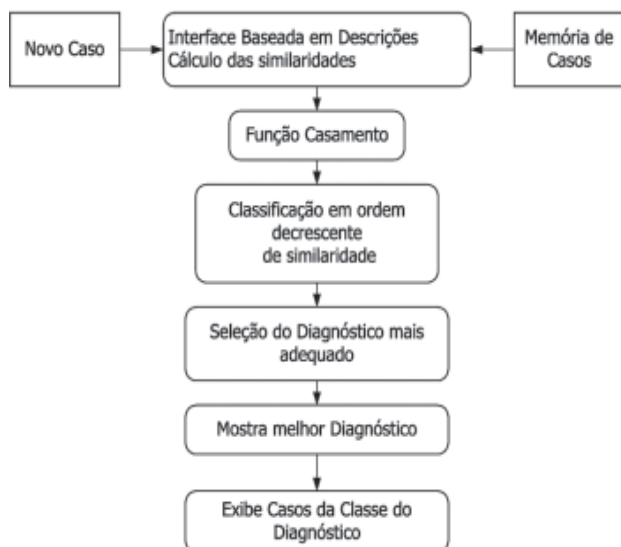 Novo Caso
Interface Baseada em Descrições
Cálculo das similaridades
Memória de
Casos
Função Casamento
Classificação em ordem
decrescente
de similaridade
Seleção do Diagnóstico mais
adequado
Mostra melhor Diagnóstico
Exibe Casos da Classe do
Diagnóstico